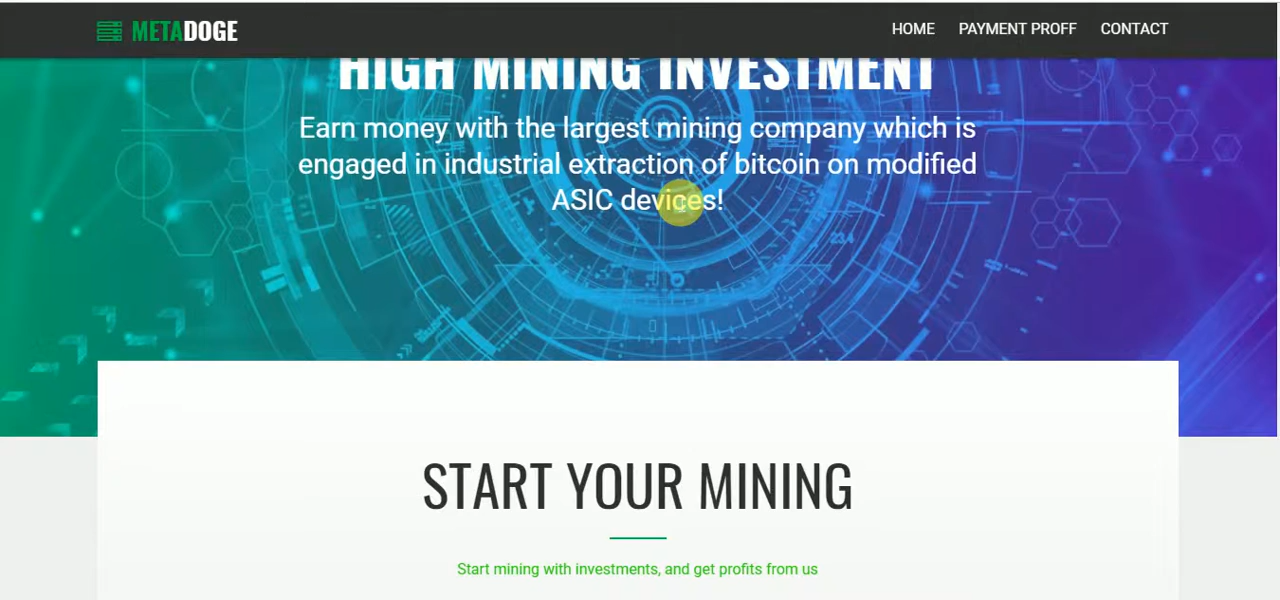 METADOGE
HOME PAYMENT PROFF CONTACT
HIGH MINING INVESTMENT
Earn money with the largest mining company which is
engaged in industrial extraction of bitcoin on modified
ASIC devices!
23.4
START YOUR MINING
Start mining with investments, and get profits from us